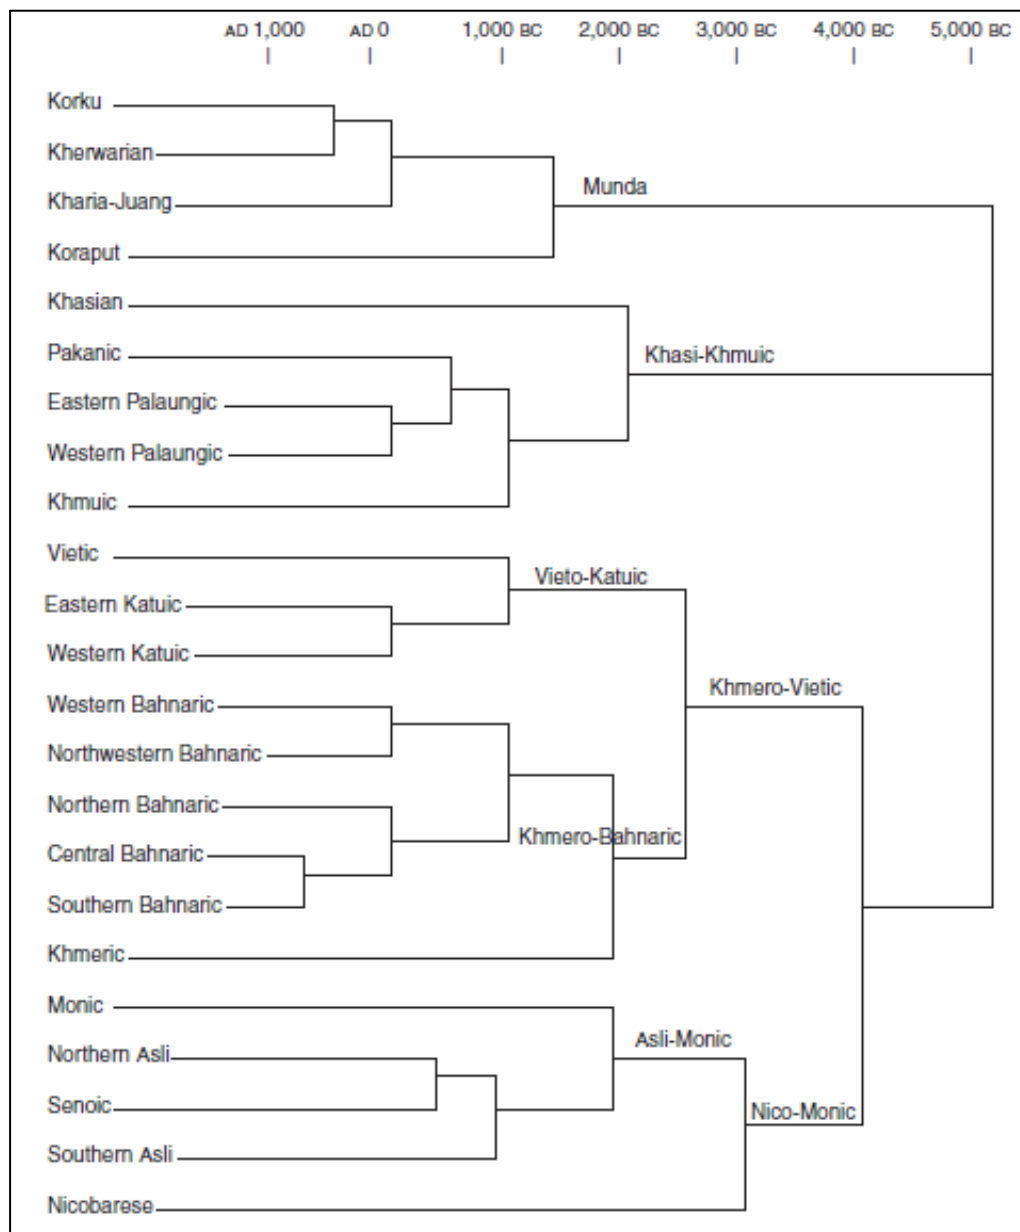 AD 1,000 AD 0 1,000 BC 2,000 BC 3,000 BC 4,000 BC 5,000 BC
Korku
Kherwarian
Munda
Kharia-Juang
Koraput
Khasian
Pakanic
Khasi-Khmuic
Eastern Palaungic
Western Palaungic
Khmuic
Vietic
Vieto-Katuic
Eastern Katuic
Western Katuic
Khmero-Vietic
Western Bahnaric
Northwestern Bahnaric
Northern Bahnaric
Khmero-Bahnaric
Central Bahnaric
Southern Bahnaric
Khmeric
Monic
Asli-Monic
Northern Asli
Senoic
Nico-Monic
Southern Asli
Nicobarese